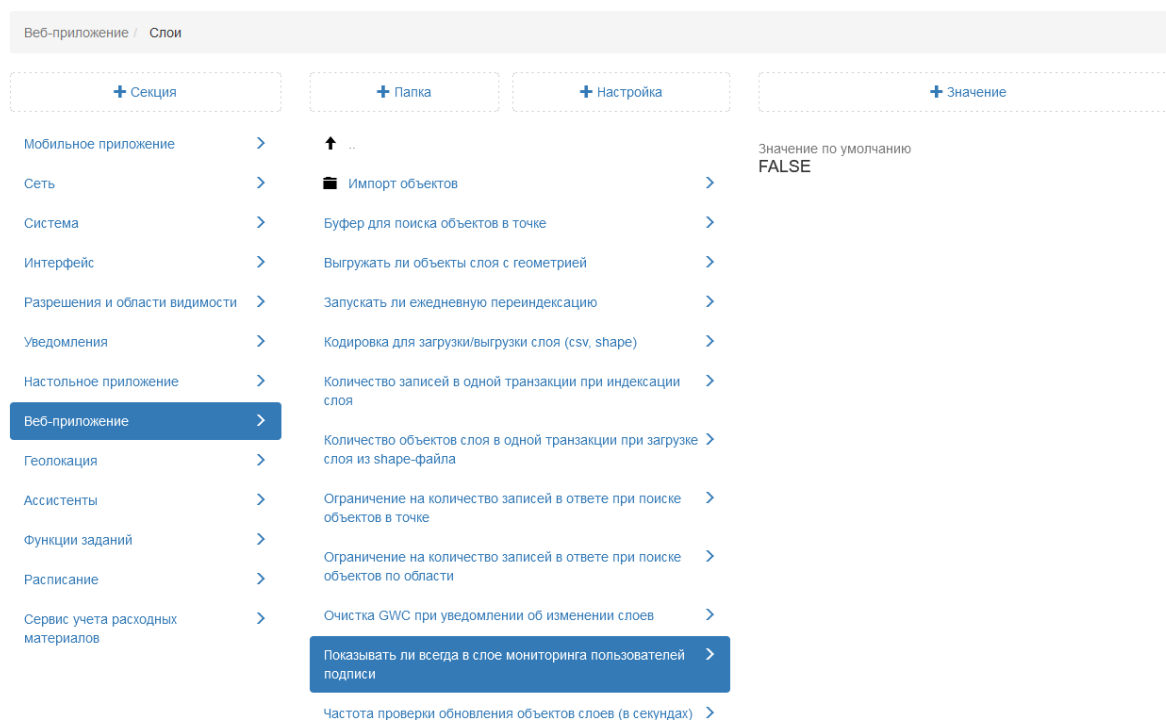 Веб-приложение / Слои
Секция
Папка
Настройка
Значение
Мобильное приложение
Сеть
Система
Интерфейс
Разрешения и области видимости
Уведомления
Настольное приложение
Веб-приложение
Геолокация
Ассистенты
Функции заданий
Расписание
Сервис учета расходных
материалов
..
Импорт объектов
Буфер для поиска объектов в точке
Выгружать ли объекты слоя с геометрией
Запускать ли ежедневную переиндексацию
Кодировка для загрузки/выгрузки слоя (csv, shape)
Количество записей в одной транзакции при индексации
слоя
Количество объектов слоя в одной транзакции при загрузке
слоя из shape-файла
Ограничение на количество записей в ответе при поиске
объектов в точке
Ограничение на количество записей в ответе при поиске
объектов по области
Очистка GWC при уведомлении об изменении слоев
Показывать ли всегда в слое мониторинга пользователей
подписи
Частота проверки обновления объектов слоев (в секундах)
Значение по умолчанию
FALSE